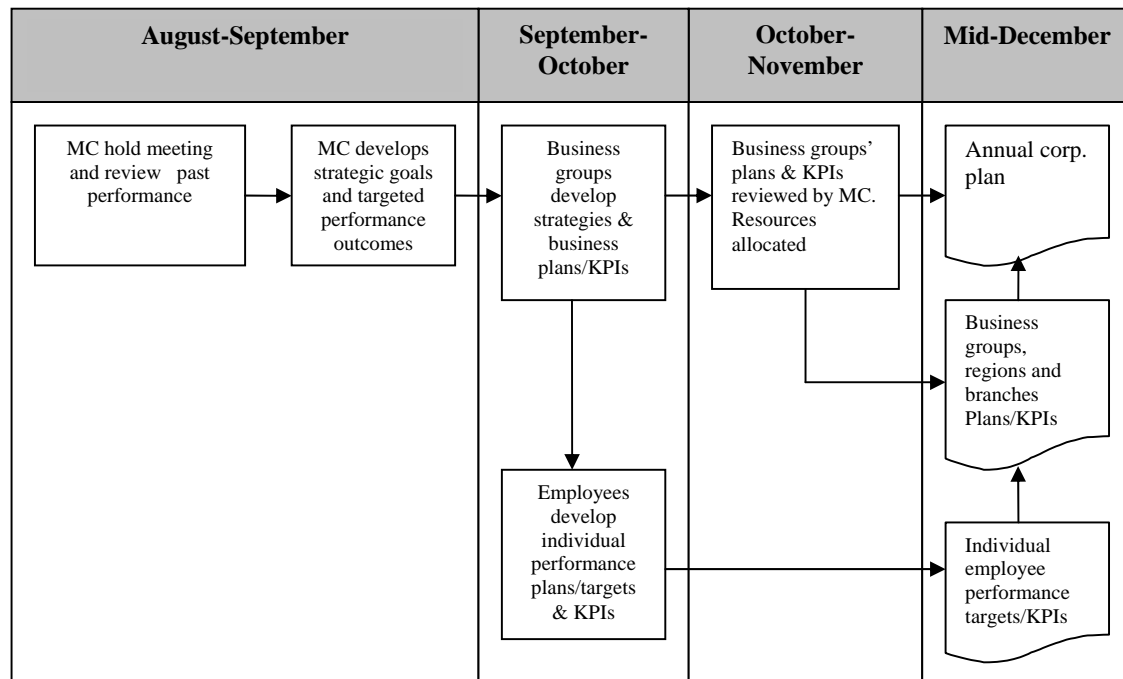 August-September
September-
October
October-
November
Mid-December
MC hold meeting
and review past
performance
MC develops
strategic goals
and targeted
performance
outcomes
Business
groups
develop
strategies &
business
plans/KPIs
Business groups'
plans & KPIs
reviewed by MC.
Resources
allocated
Annual corp.
plan
Business
groups,
regions and
branches
Plans/KPIs
Employees
develop
individual
performance
plans/targets
& KPIs
Individual
employee
performance
targets/KPIs